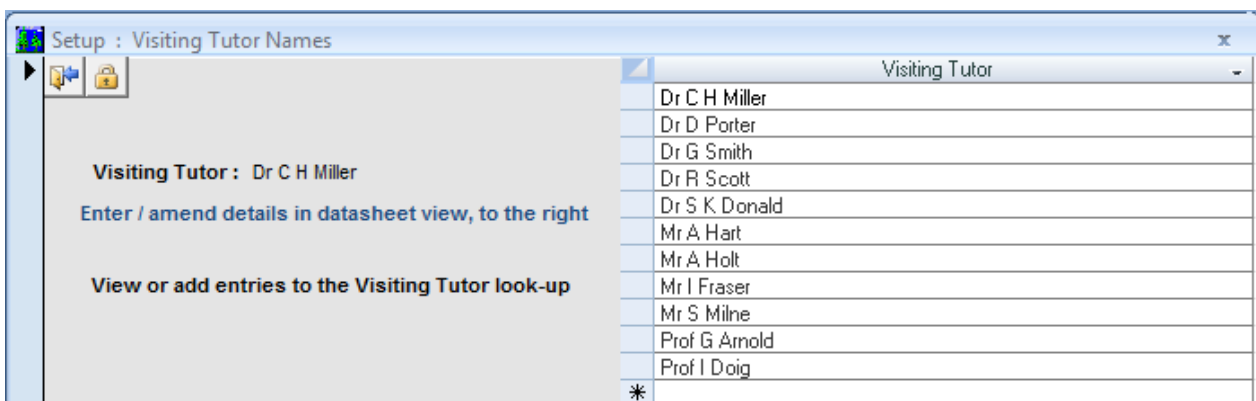 Setup : Visiting Tutor Names
x
Visiting Tutor : Dr C H Miller
Enter / amend details in datasheet view, to the right
View or add entries to the Visiting Tutor look-up
Visiting Tutor
Dr C H Miller
Dr D Porter
Dr G Smith
Dr R Scott
Dr S K Donald
Mr A Hart
Mr A Holt
Mr I Fraser
Mr S Milne
Prof G Arnold
Prof I Doig
*